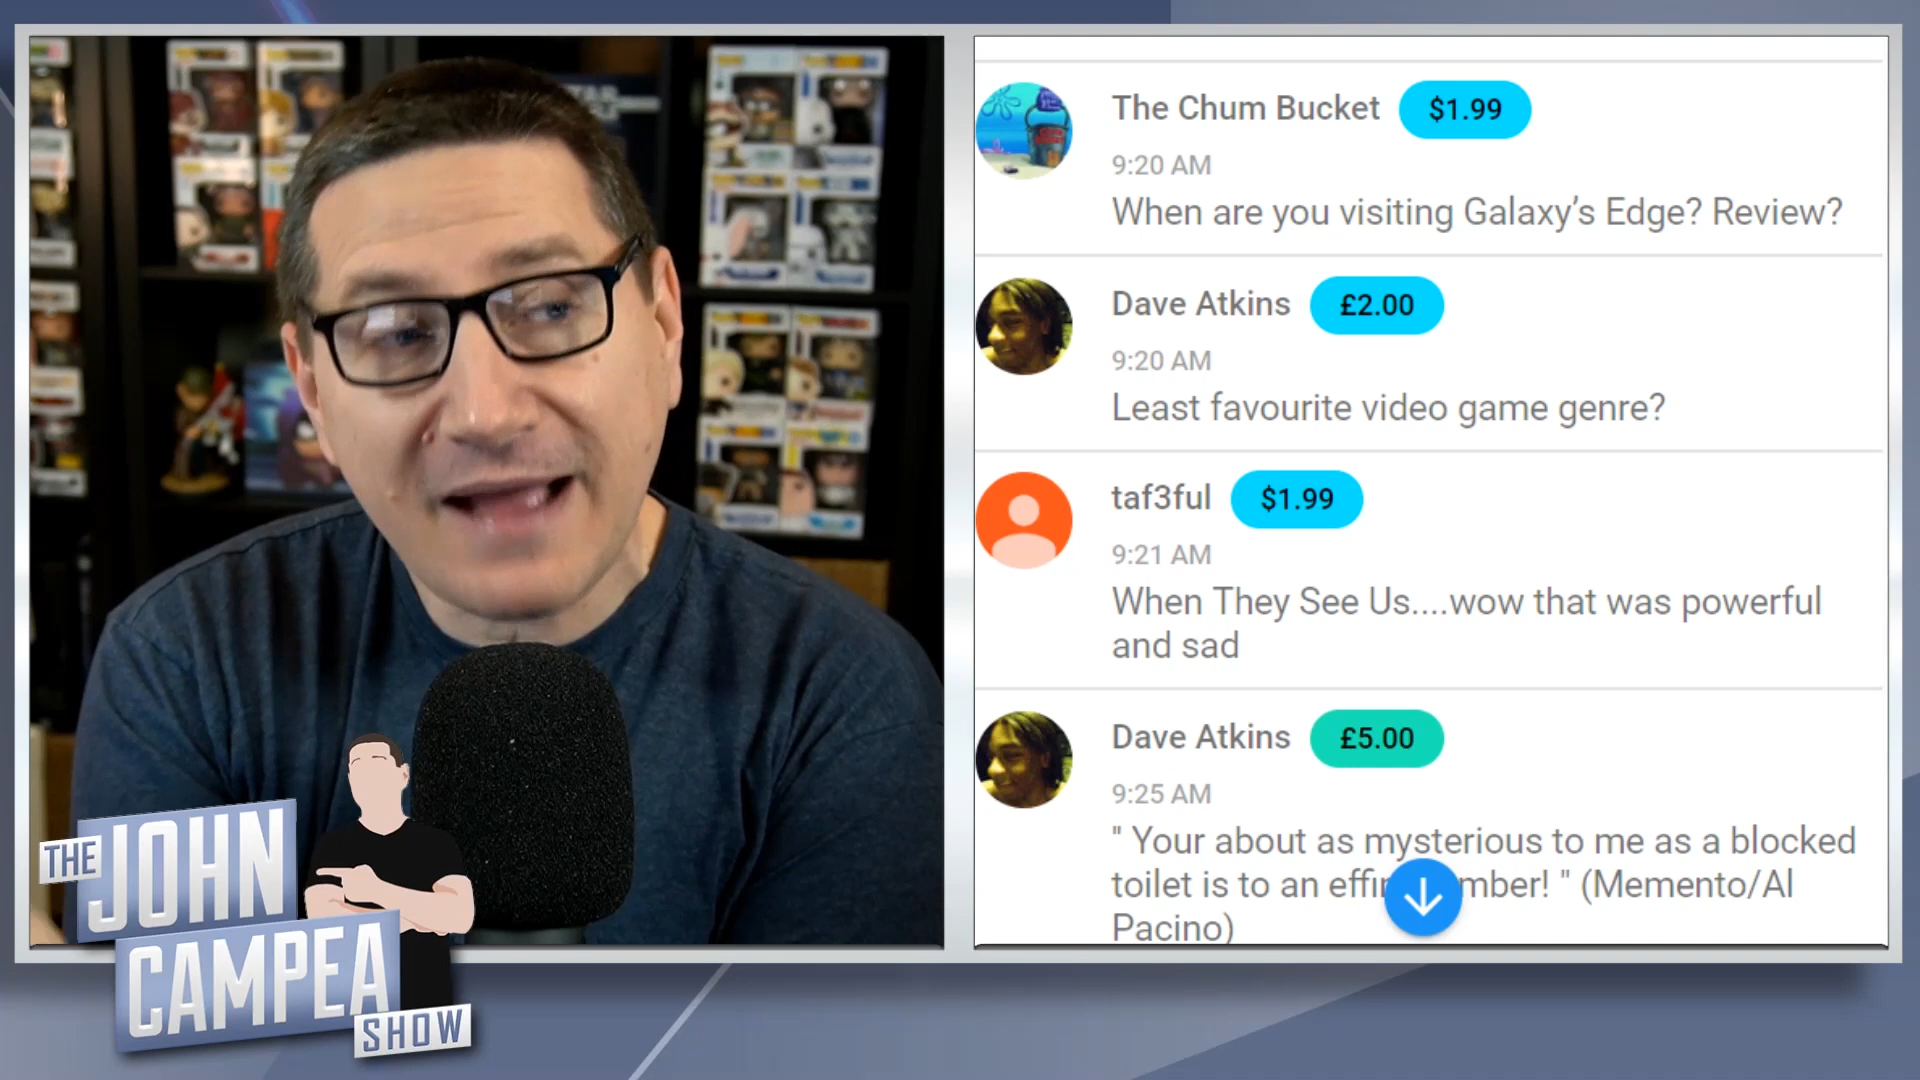 The Chum Bucket $1.99
9:20 AM
When are you visiting Galaxy’s Edge? Review?
Dave Atkins £2.00
9:20 AM
Least favourite video game genre?
taf3ful $1.99
9:21 AM
When They See Us....wow that was powerful
and sad
Dave Atkins £5.00
9:25 AM
" Your about as mysterious to me as a blocked
toilet is to an effin mber! " (Memento/Al
Pacino)
THE
JOHN
CAMPEA
SHOW
STAR